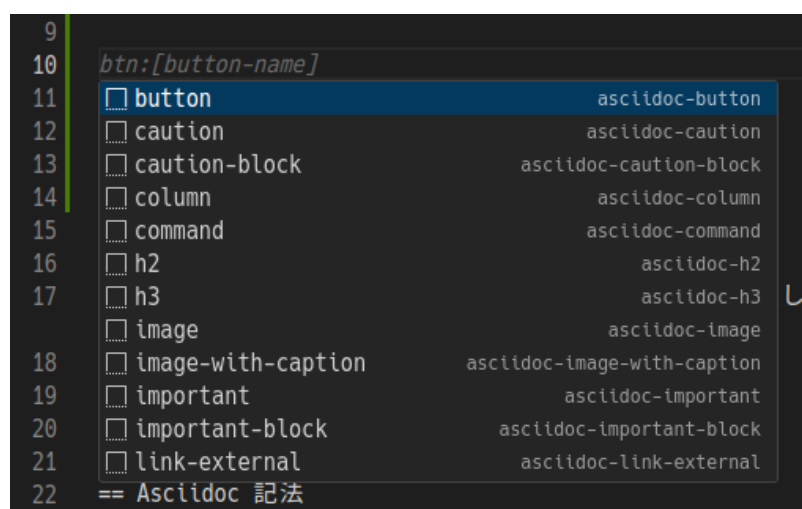 9
10 btn:[button-name]
11 button asciidoc-button
12 caution asciidoc-caution
13 caution-block asciidoc-caution-block
14 column asciidoc-column
15 command asciidoc-command
16 h2 asciidoc-h2
17 h3 asciidoc-h3 し
image asciidoc-image
18 image-with-caption asciidoc-image-with-caption
19 important asciidoc-important
20 important-block asciidoc-important-block
21 link-external asciidoc-link-external
22 == Asciidoc 記法